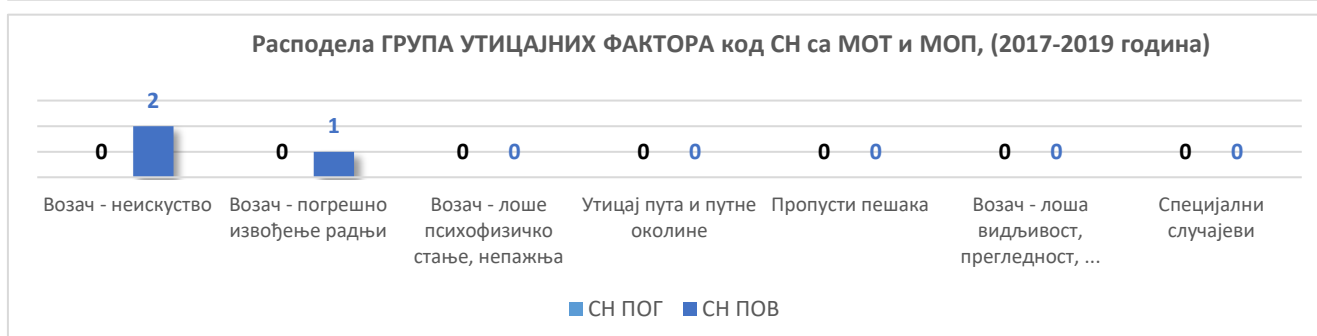 Расподела ГРУПА УТИЦАЈНИХ ФАКТОРА код СН са МОТ и МОП, (2017-2019 година)
0 2 0 1 0 0 0 0 0 0 0 0 0 0
Возач - неискуство
Возач - погрешно
извођење радњи
Возач - лоше
психофизичко
стање, непажња
Утицај пута и путне
околине
Пропусти пешака
Возач - лоша
видљивост,
прегледност, ...
Специјални
случајеви
СН ПОГ СН ПОВ